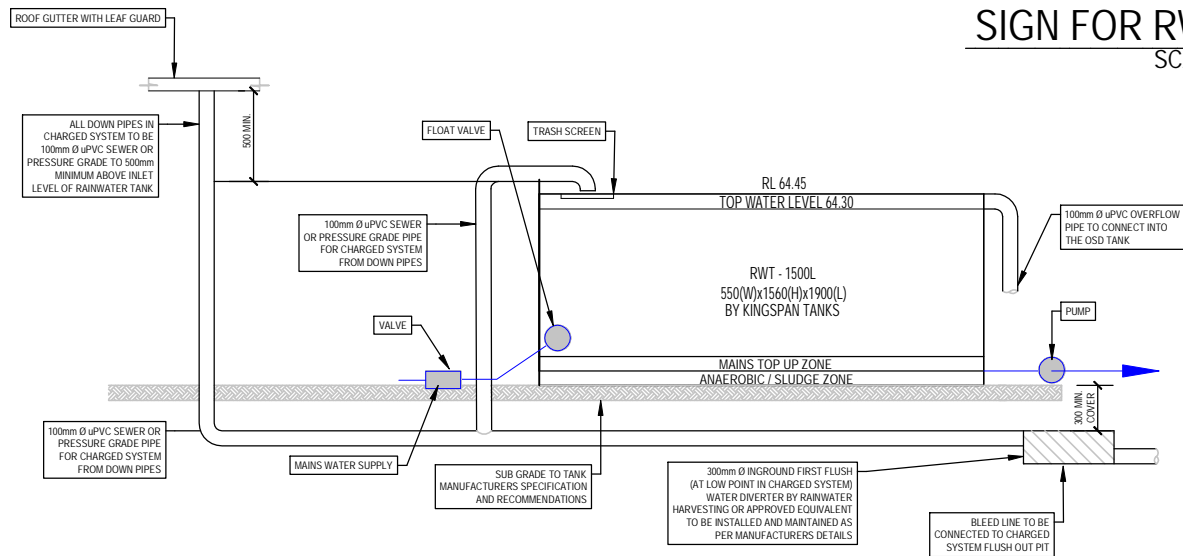 SIGN FOR RW
SC
ROOF GUTTER WITH LEAF GUARD
ALL DOWN PIPES IN
CHARGED SYSTEM TO BE
100mm Ø uPVC SEWER OR
PRESSURE GRADE TO 500mm
MINIMUM ABOVE INLET
LEVEL OF RAINWATER TANK
500 MIN.
FLOAT VALVE
TRASH SCREEN
RL 64.45
TOP WATER LEVEL 64.30
100mm Ø uPVC OVERFLOW
PIPE TO CONNECT INTO
THE OSD TANK
100mm Ø uPVC SEWER
OR PRESSURE GRADE PIPE
FOR CHARGED SYSTEM
FROM DOWN PIPES
RWT - 1500L
550(W)x1560(H)x1900(L)
BY KINGSPAN TANKS
VALVE
PUMP
MAINS TOP UP ZONE
ANAEROBIC / SLUDGE ZONE
300 MIN.
COVER
100mm Ø uPVC SEWER OR
PRESSURE GRADE PIPE
FOR CHARGED SYSTEM
FROM DOWN PIPES
MAINS WATER SUPPLY
SUB GRADE TO TANK
MANUFACTURERS SPECIFICATION
AND RECOMMENDATIONS
300mm Ø INGROUND FIRST FLUSH
(AT LOW POINT IN CHARGED SYSTEM)
WATER DIVERTER BY RAINWATER
HARVESTING OR APPROVED EQUIVALENT
TO BE INSTALLED AND MAINTAINED AS
PER MANUFACTURERS DETAILS
BLEED LINE TO BE
CONNECTED TO CHARGED
SYSTEM FLUSH OUT PIT